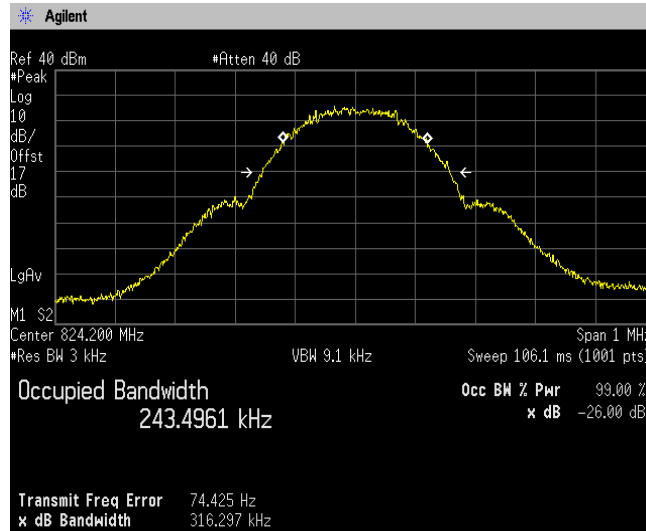 Agilent
Ref 40 dBm #Atten 40 dB
#Peak
Log
10
dB/
Offst
17
dB
LgAv
M1 S2
Center 824.200 MHz Span 1 MHz
#Res BW 3 kHz VBW 9.1 kHz Sweep 106.1 ms (1001 pts)
Occupied Bandwidth Occ BW % Pwr 99.00 %
243.4961 kHz x dB -26.00 dB
Transmit Freq Error 74.425 Hz
x dB Bandwidth 316.297 kHz